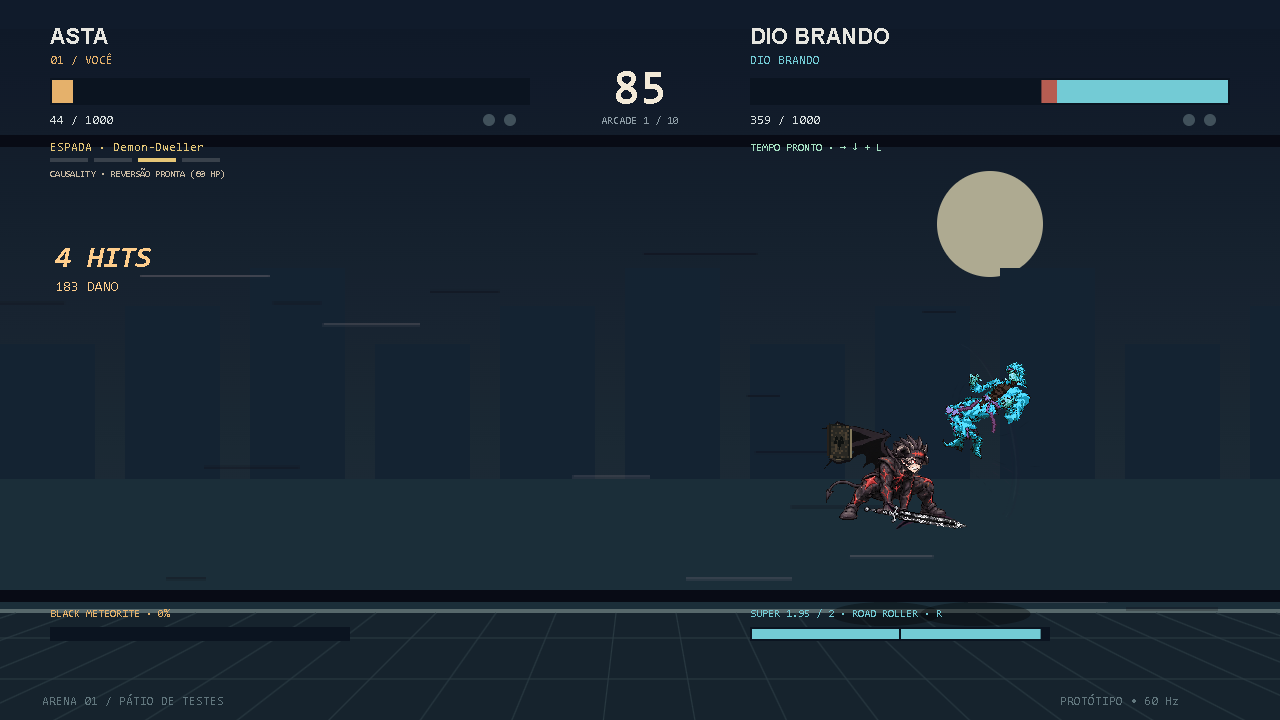 ASTA
01 / VOCÊ
44 / 1000
85
ARCADE 1 / 10
DIO BRANDO
DIO BRANDO
359 / 1000
ESPADA · Demon-Dweller
CAUSALITY · REVERSÃO PRONTA (60 HP)
TEMPO PRONTO · → ↓ + L
4 HITS
183 DANO
BLACK METEORITE · 0%
SUPER 1.95 / 2 · ROAD ROLLER · R
ARENA 01 / PÁTIO DE TESTES
PROTÓTIPO • 60 Hz